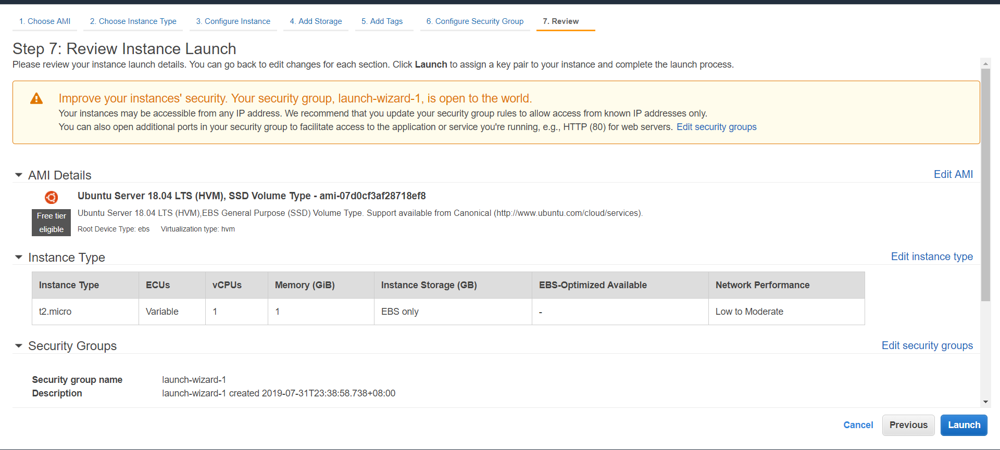 1. Choose AMI 2. Choose Instance Type 3. Configure Instance 4. Add Storage 5. Add Tags 6. Configure Security Group 7. Review
Step 7: Review Instance Launch
Please review your instance launch details. You can go back to edit changes for each section. Click Launch to assign a key pair to your instance and complete the launch process.
Improve your instances' security. Your security group, launch-wizard-1, is open to the world.
Your instances may be accessible from any IP address. We recommend that you update your security group rules to allow access from known IP addresses only.
You can also open additional ports in your security group to facilitate access to the application or service you're running, e.g., HTTP (80) for web servers. Edit security groups
AMI Details Edit AMI
Ubuntu Server 18.04 LTS (HVM), SSD Volume Type - ami-07d0cf3af28718ef8
Free tier
eligible
Ubuntu Server 18.04 LTS (HVM),EBS General Purpose (SSD) Volume Type. Support available from Canonical (http://www.ubuntu.com/cloud/services).
Root Device Type: ebs Virtualization type: hvm
Instance Type Edit instance type
Instance Type ECUs vCPUs Memory (GiB) Instance Storage (GB) EBS-Optimized Available Network Performance
t2.micro Variable 1 1 EBS only - Low to Moderate
Security Groups Edit security groups
Security group name launch-wizard-1
Description launch-wizard-1 created 2019-07-31T23:38:58.738+08:00
Cancel Previous Launch